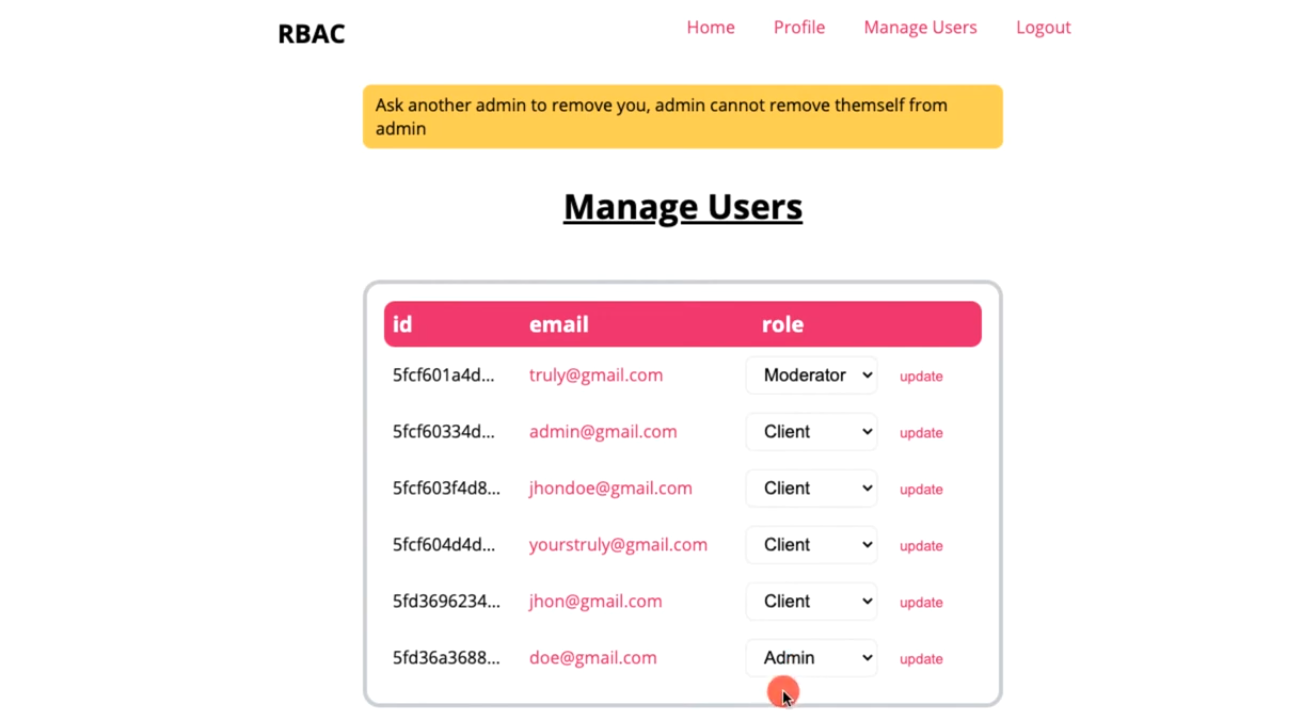 RBAC
Home Profile Manage Users Logout
Ask another admin to remove you, admin cannot remove themself from
admin
Manage Users
id email role
5fcf601a4d... truly@gmail.com Moderator update
5fcf60334d... admin@gmail.com Client update
5fcf603f4d8... jhondoe@gmail.com Client update
5fcf604d4d... yourstruly@gmail.com Client update
5fd3696234... jhon@gmail.com Client update
5fd36a3688... doe@gmail.com Admin update